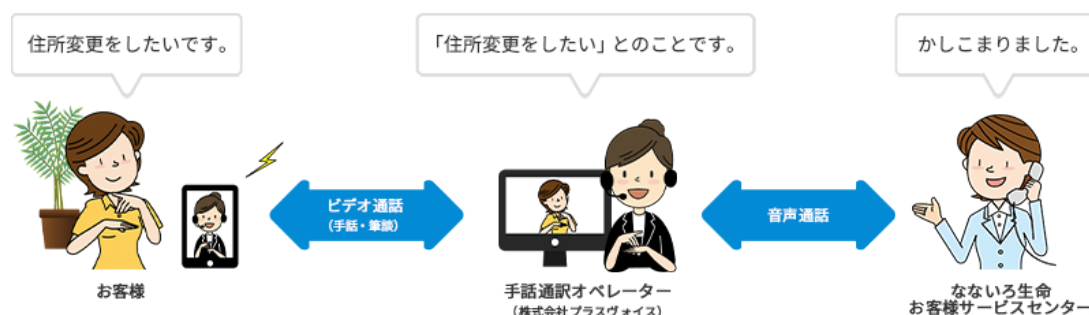 住所変更をしたいです。
「住所変更をしたい」とのことです。
かしこまりました。
ビデオ通話
(手話・筆談)
音声通話
お客様
手話通訳オペレーター
(株式会社プラスヴォイス)
なないろ生命
お客様サービスセンター